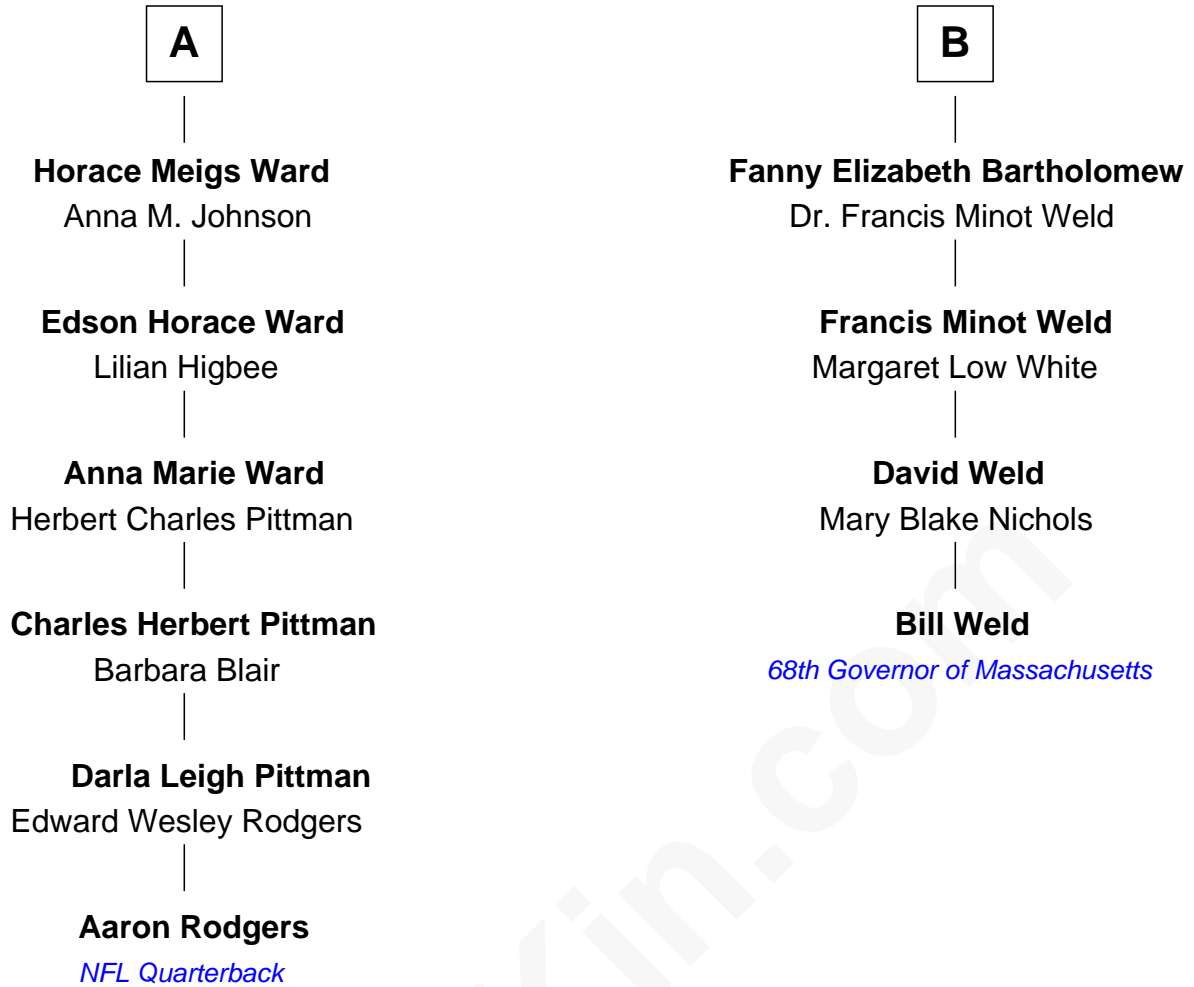 A
Horace Meigs Ward
Anna M. Johnson
Edson Horace Ward
Lilian Higbee
Anna Marie Ward
Herbert Charles Pittman
Charles Herbert Pittman
Barbara Blair
Darla Leigh Pittman
Edward Wesley Rodgers
Aaron Rodgers
NFL Quarterback
B
Fanny Elizabeth Bartholomew
Dr. Francis Minot Weld
Francis Minot Weld
Margaret Low White
David Weld
Mary Blake Nichols
Bill Weld
68th Governor of Massachusetts
Kin.com